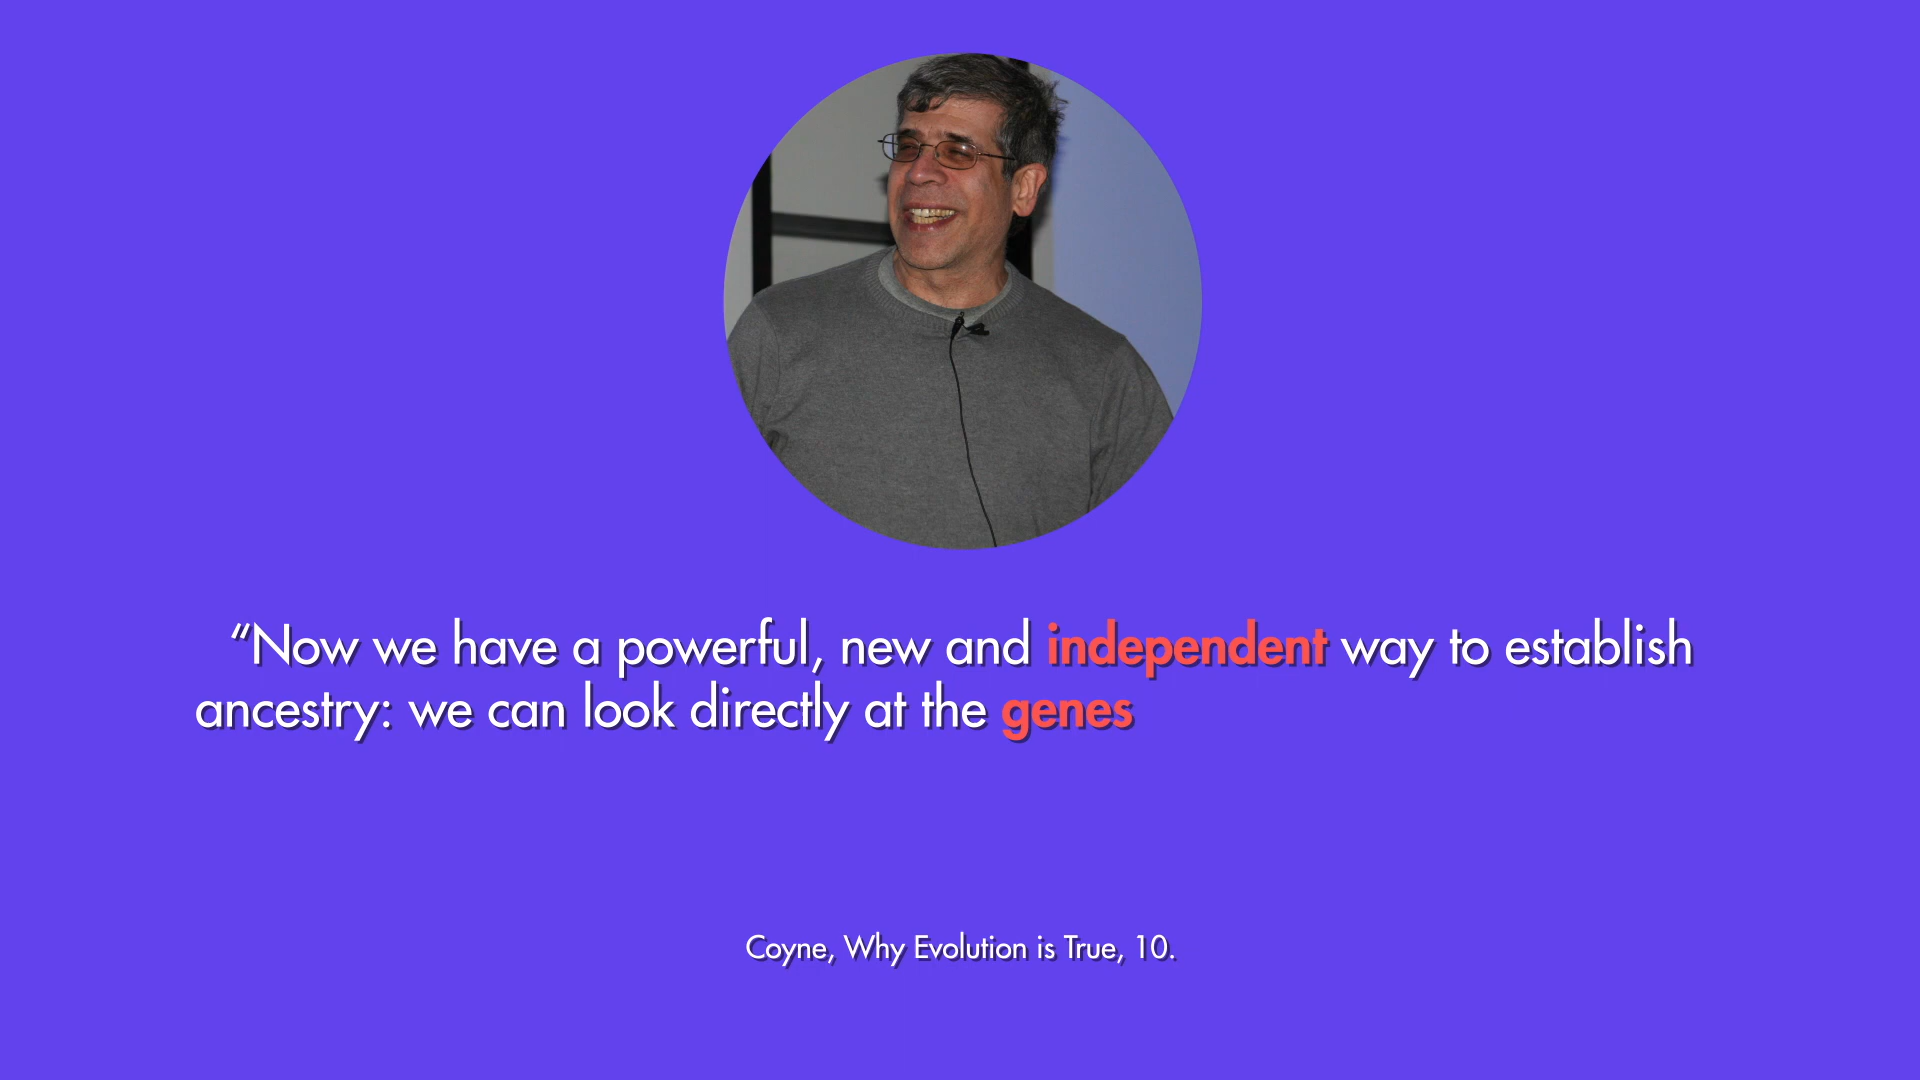 “Now we have a powerful, new and independent way to establish
ancestry: we can look directly at the genes
Coyne, Why Evolution is True, 10.